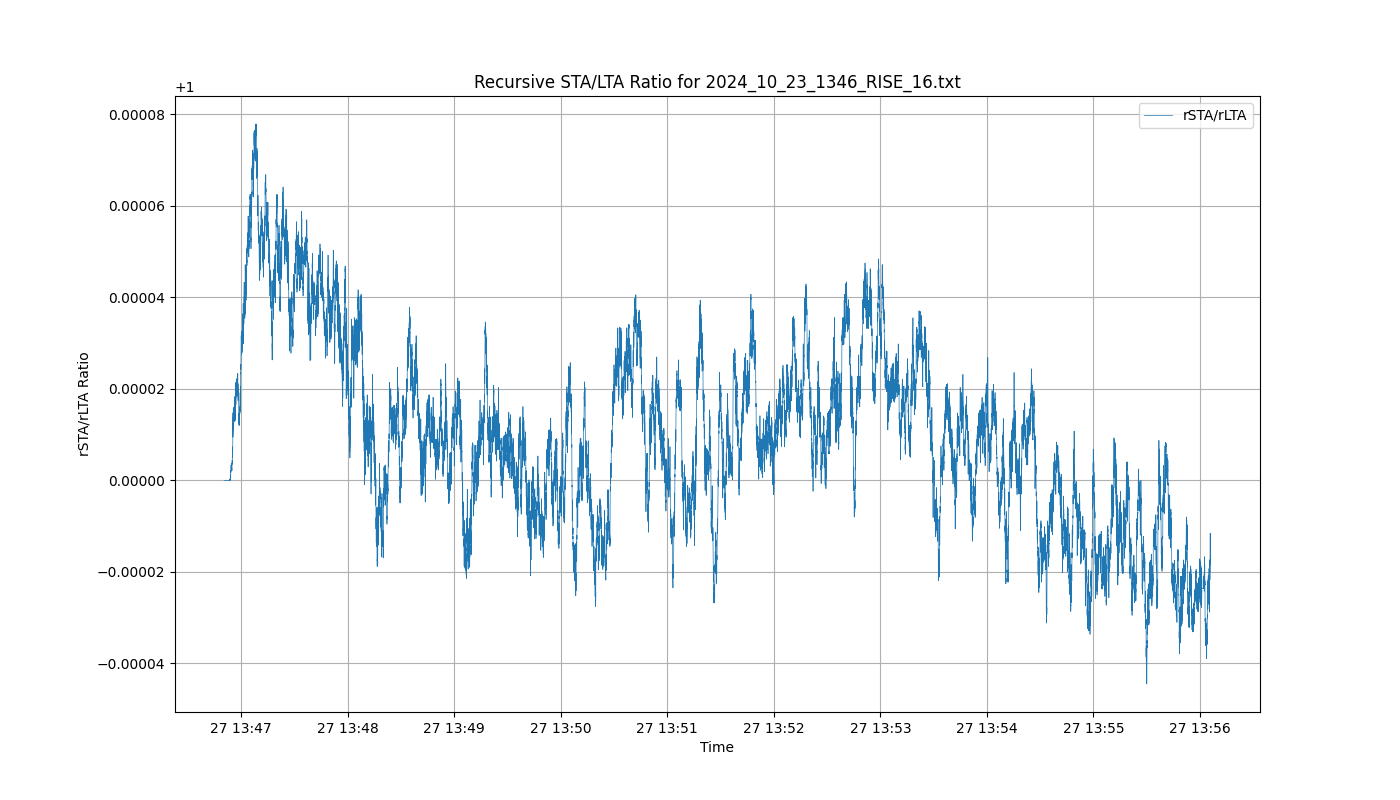 Recursive STA/LTA Ratio for 2024_10_23_1346_RISE_16.txt
+1
rSTA/rLTA
0.00008
0.00006
0.00004
0.00002
0.00000
−0.00002
−0.00004
rSTA/rLTA Ratio
27 13:47 27 13:48 27 13:49 27 13:50 27 13:51 27 13:52 27 13:53 27 13:54 27 13:55 27 13:56
Time